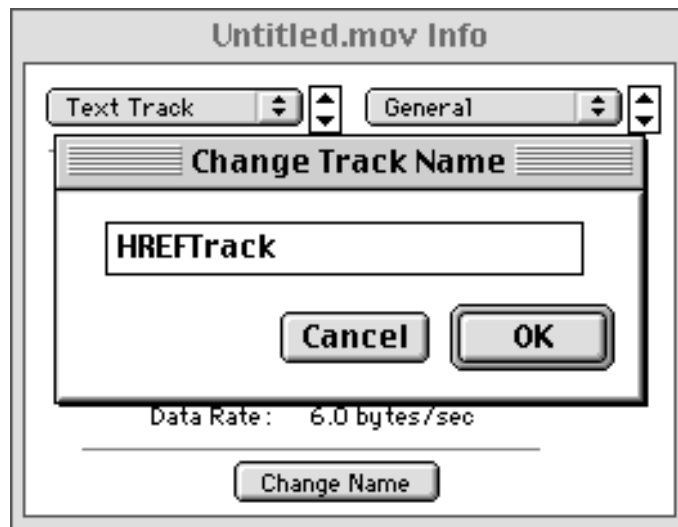 Untitled.mov Info
Text Track General
Change Track Name
HREFTrack
Cancel OK
Data Rate: 6.0 bytes/sec
Change Name